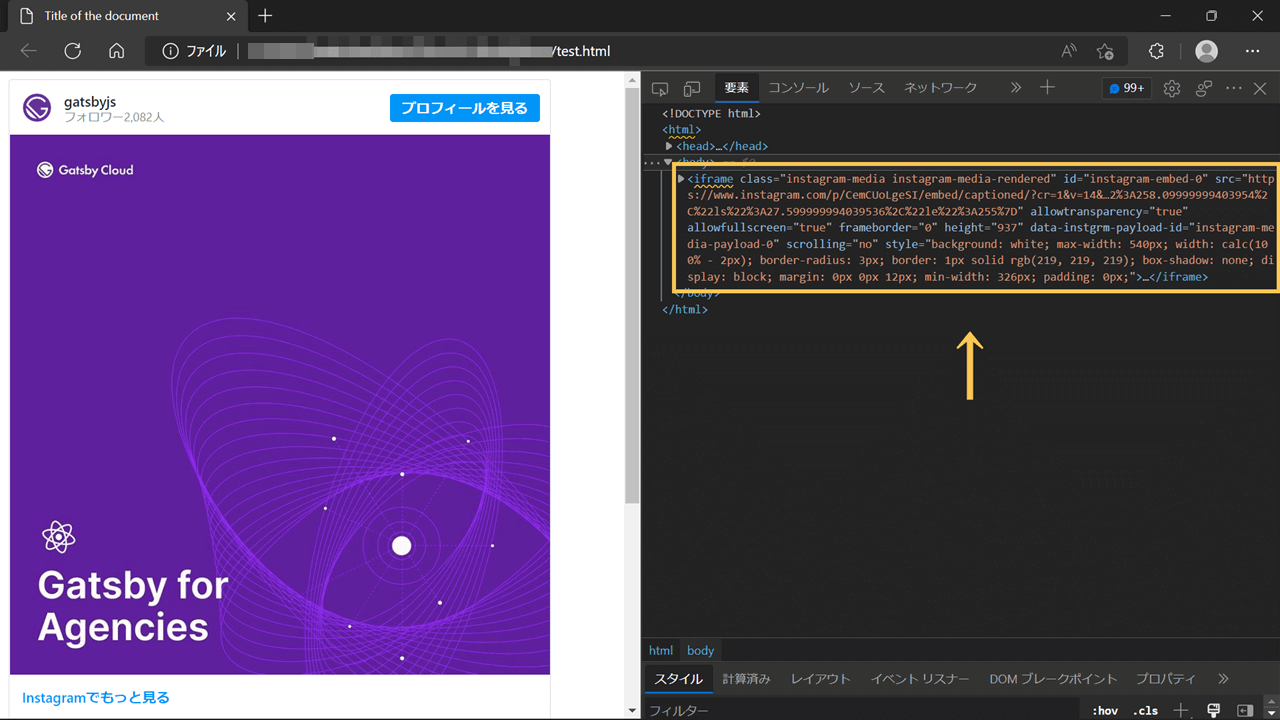 Title of the document
ファイル
/test.html
gatsbyjs
フォロワー2,082人
プロフィールを見る
Gatsby Cloud
Gatsby for
Agencies
Instagramでもっと見る
要素 コンソール ソース ネットワーク 99+
<!DOCTYPE html>
<html>
<head>…</head>
<body> == $0
<iframe class="instagram-media instagram-media-rendered" id="instagram-embed-0" src="http
s://www.instagram.com/p/CemCUoLgeSI/embed/captioned/?cr=1&v=14&…2%3A258.09999999403954%2
C%22ls%22%3A27.599999994039536%2C%22le%22%3A255%7D" allowtransparency="true"
allowfullscreen="true" frameborder="0" height="937" data-instgrm-payload-id="instagram-me
dia-payload-0" scrolling="no" style="background: white; max-width: 540px; width: calc(10
0% - 2px); border-radius: 3px; border: 1px solid rgb(219, 219, 219); box-shadow: none; di
splay: block; margin: 0px 0px 12px; min-width: 326px; padding: 0px;">…</iframe>
</body>
</html>
html body
スタイル 計算済み レイアウト イベント リスナー DOM ブレークポイント プロパティ
フィルター :hov .cls